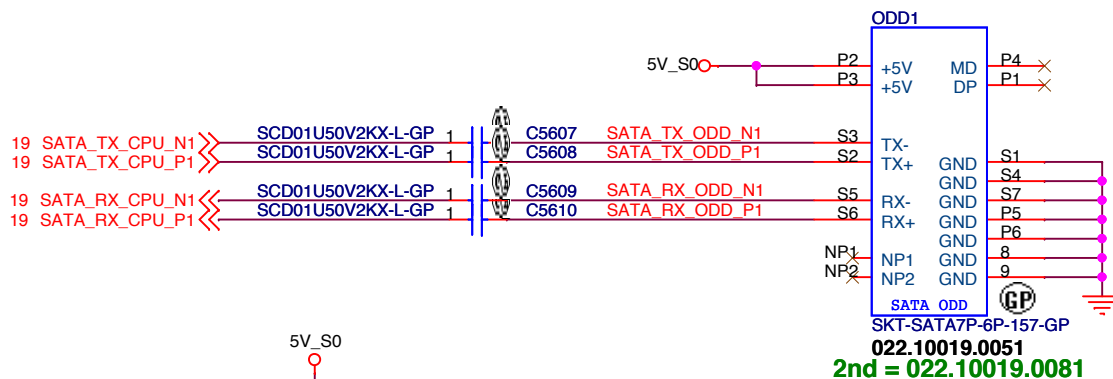 ODD1
5V_S0
P2 +5V MD P4
P3 +5V DP P1
19 SATA_TX_CPU_N1 SCD01U50V2KX-L-GP 1 C5607 SATA_TX_ODD_N1 S3 TX-
19 SATA_TX_CPU_P1 SCD01U50V2KX-L-GP 1 C5608 SATA_TX_ODD_P1 S2 TX+ GND S1
GND S4
19 SATA_RX_CPU_N1 SCD01U50V2KX-L-GP 1 C5609 SATA_RX_ODD_N1 S5 RX- GND S7
19 SATA_RX_CPU_P1 SCD01U50V2KX-L-GP 1 C5610 SATA_RX_ODD_P1 S6 RX+ GND P5
GND P6
NP1 NP1 GND 8
NP2 NP2 GND 9
SATA ODD
GP
SKT-SATA7P-6P-157-GP
022.10019.0051
2nd = 022.10019.0081
5V_S0